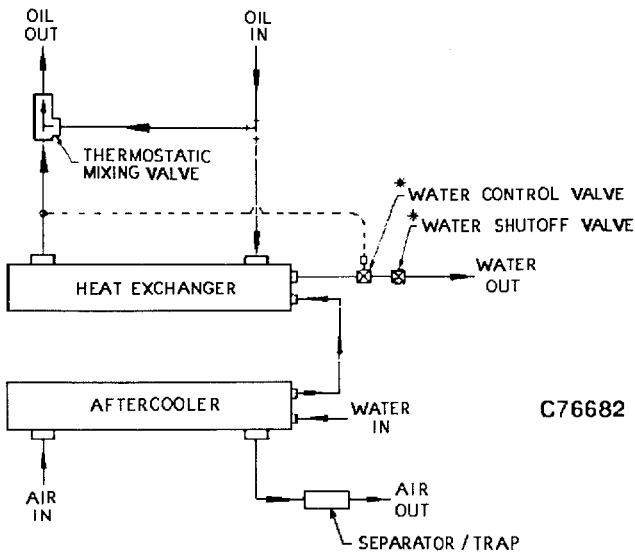 OIL
OUT
OIL
IN
THERMOSTATIC
MIXING VALVE
* WATER CONTROL VALVE
* WATER SHUTOFF VALVE
WATER
OUT
HEAT EXCHANGER
AFTERCOOLER
WATER
IN
C76682
AIR
IN
AIR
OUT
SEPARATOR / TRAP